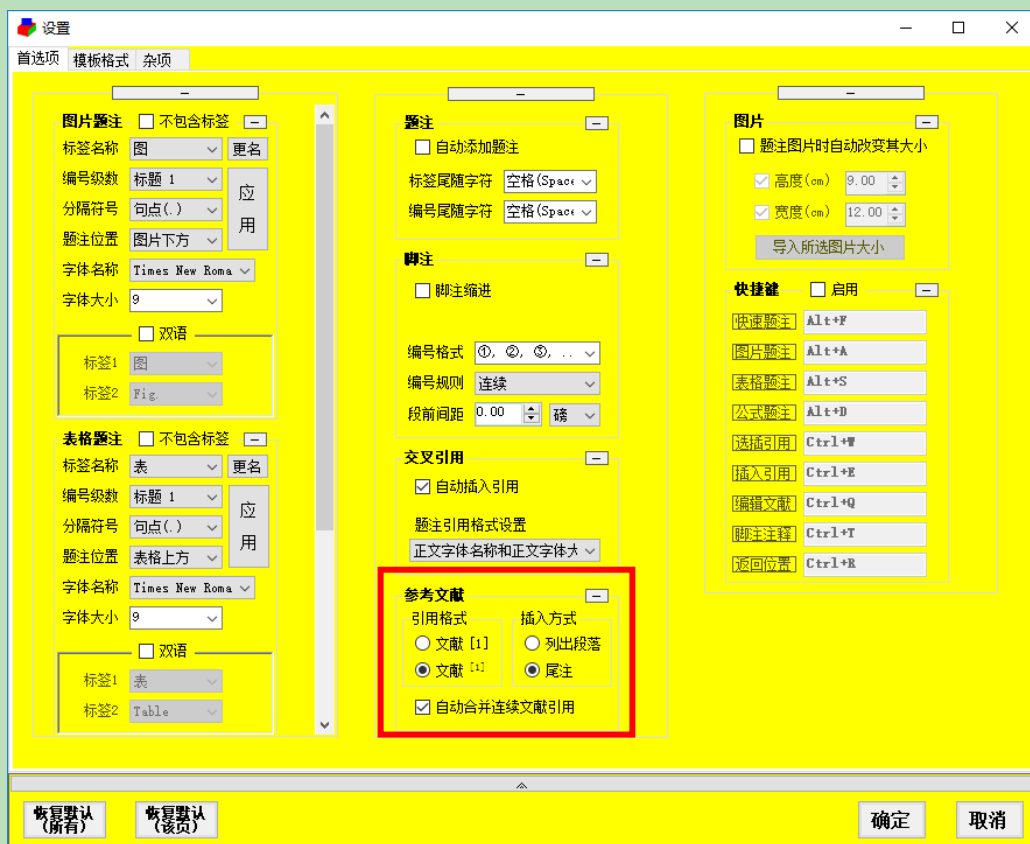 设置
首选项 模板格式 杂项
图片题注 不包含标签
标签名称 图 更名
编号级数 标题 1
应用
分隔符号 句点(.)
题注位置 图片下方
字体名称 Times New Roma
字体大小 9
双语
标签1 图
标签2 Fig.
表格题注 不包含标签
标签名称 表 更名
编号级数 标题 1
应用
分隔符号 句点(.)
题注位置 表格上方
字体名称 Times New Roma
字体大小 9
双语
标签1 表
标签2 Table
题注
自动添加题注
标签尾随字符 空格(Space
编号尾随字符 空格(Space
脚注
脚注缩进
编号格式 ①, ②, ③, ..
编号规则 连续
段前间距 0.00 磅
交叉引用
自动插入引用
题注引用格式设置
正文字体名称和正文字体大
参考文献
引用格式 插入方式
文献 [1] 列出段落
文献 [1] 尾注
自动合并连续文献引用
图片
题注图片时自动改变其大小
高度(cm) 9.00
宽度(cm) 12.00
导入所选图片大小
快捷键 启用
快速题注 Alt+F
图片题注 Alt+A
表格题注 Alt+S
公式题注 Alt+D
选插引用 Ctrl+W
插入引用 Ctrl+E
编辑文献 Ctrl+Q
脚注注释 Ctrl+T
返回位置 Ctrl+R
恢复默认(所有) 恢复默认(该页) 确定 取消